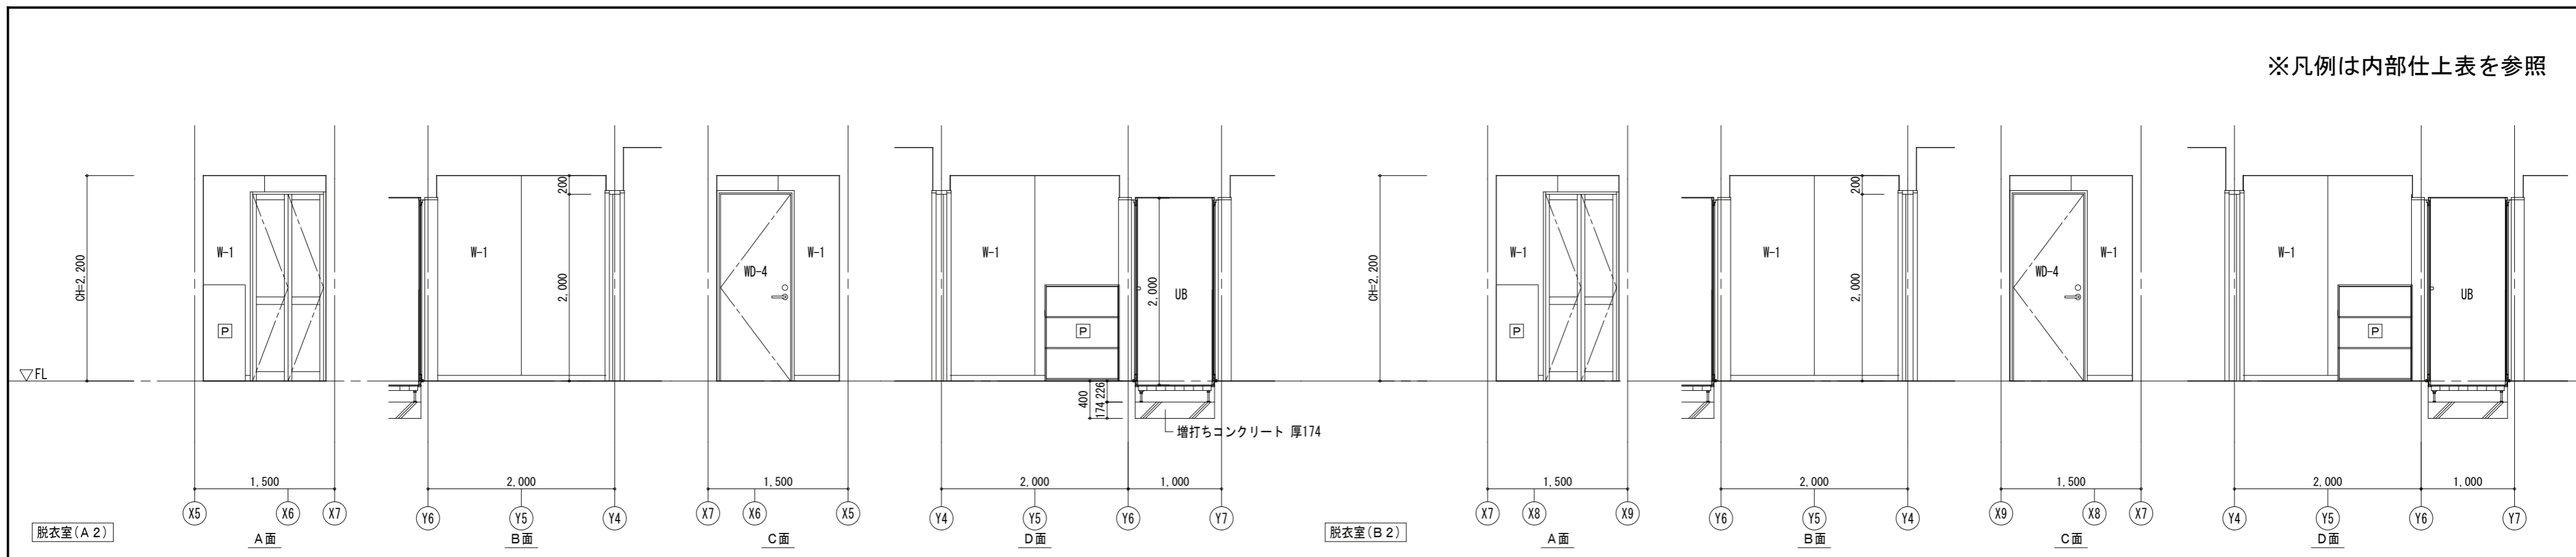 ※凡例は内部仕上表を参照
CH=2,200
▽FL
W-1
P
1,500
X5
X6
X7
A面
脱衣室(A2)
W-1
200
2,000
2,000
Y6
Y5
Y4
B面
WD-4
W-1
1,500
X7
X6
X5
C面
W-1
P
2,000
UB
400
226
174
増打ちコンクリート 厚174
2,000
1,000
Y4
Y5
Y6
Y7
D面
CH=2,200
W-1
P
1,500
X7
X8
X9
A面
脱衣室(B2)
W-1
200
2,000
2,000
Y6
Y5
Y4
B面
WD-4
W-1
1,500
X9
X8
X7
C面
W-1
P
UB
2,000
1,000
Y4
Y5
Y6
Y7
D面